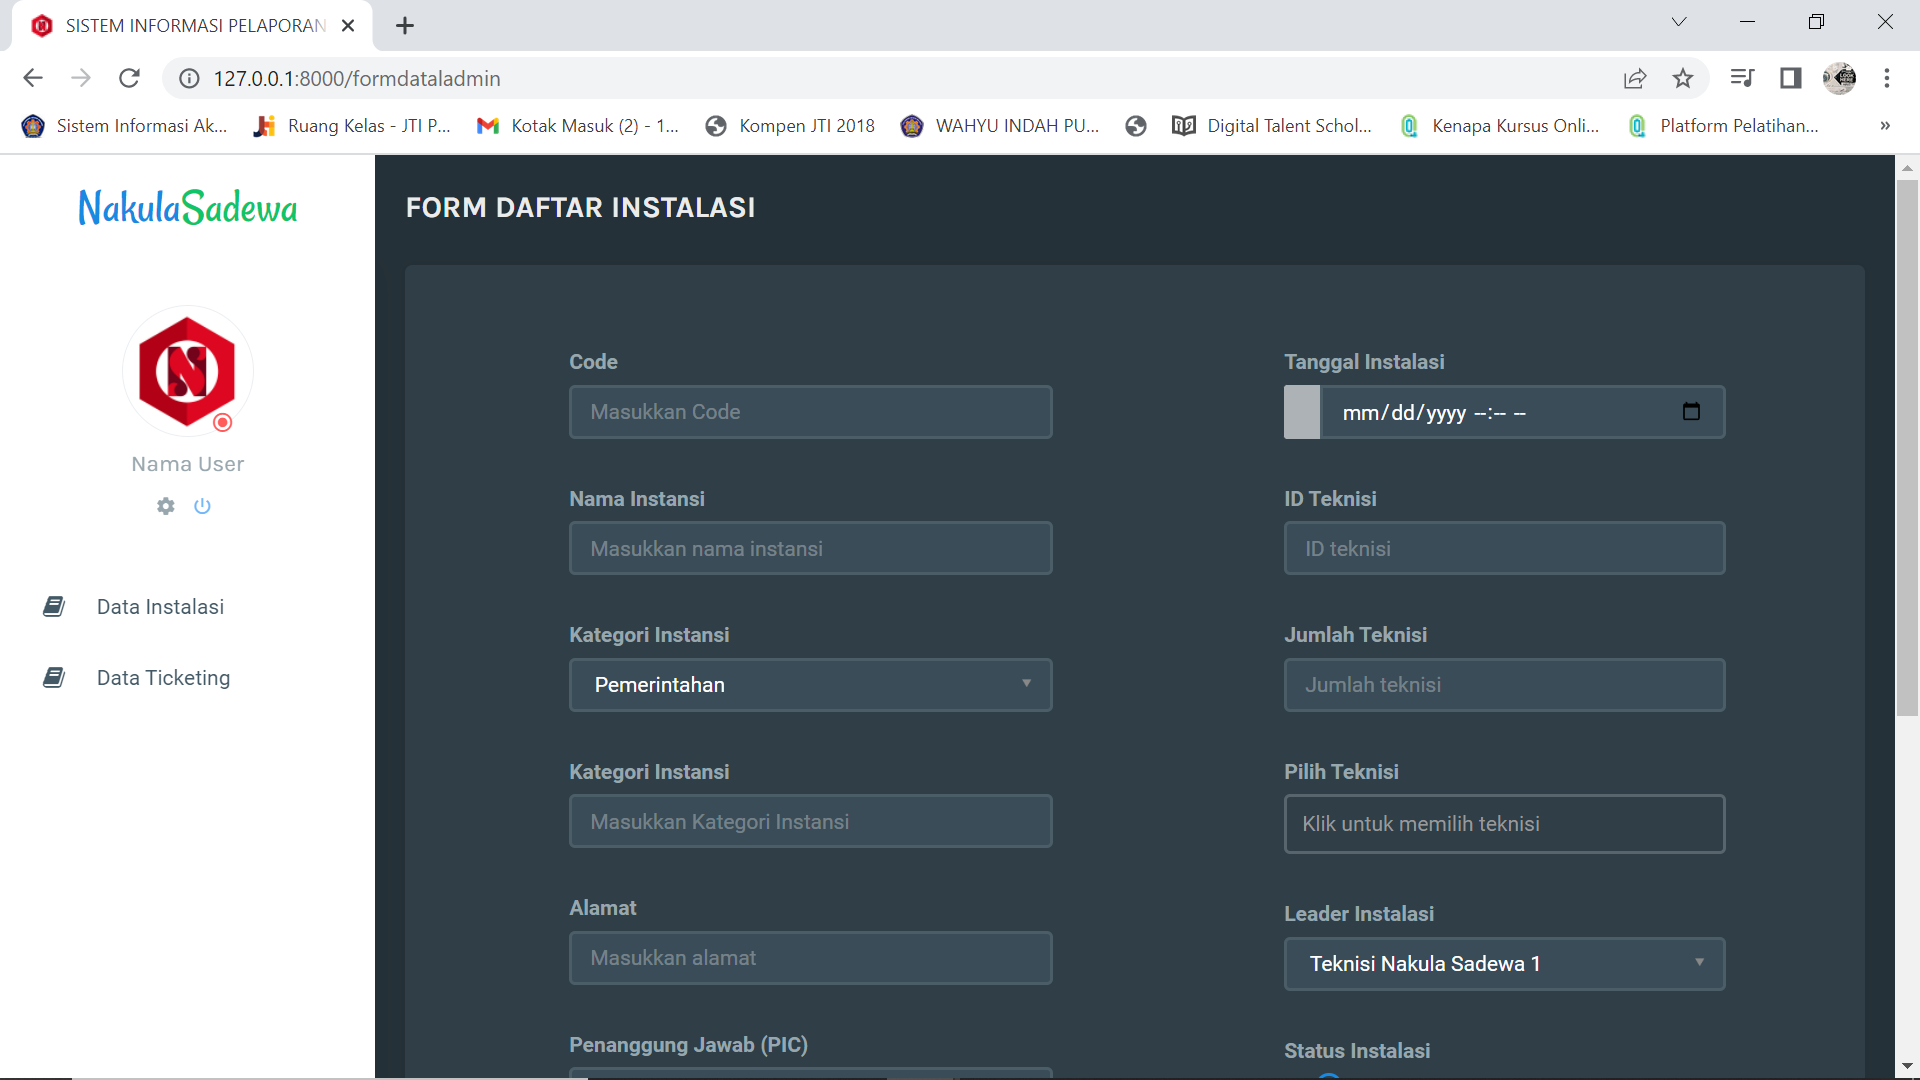 SISTEM INFORMASI PELAPORAN
127.0.0.1:8000/formdataladmin
Sistem Informasi Ak...
Ruang Kelas - JTI P...
Kotak Masuk (2) - 1...
Kompen JTI 2018
WAHYU INDAH PU...
Digital Talent Schol...
Kenapa Kursus Onli...
Platform Pelatihan...
»
NakulaSadewa
Nama User
Data Instalasi
Data Ticketing
FORM DAFTAR INSTALASI
Code
Masukkan Code
Nama Instansi
Masukkan nama instansi
Kategori Instansi
Pemerintahan
Kategori Instansi
Masukkan Kategori Instansi
Alamat
Masukkan alamat
Penanggung Jawab (PIC)
Tanggal Instalasi
mm/dd/yyyy --:-- --
ID Teknisi
ID teknisi
Jumlah Teknisi
Jumlah teknisi
Pilih Teknisi
Klik untuk memilih teknisi
Leader Instalasi
Teknisi Nakula Sadewa 1
Status Instalasi